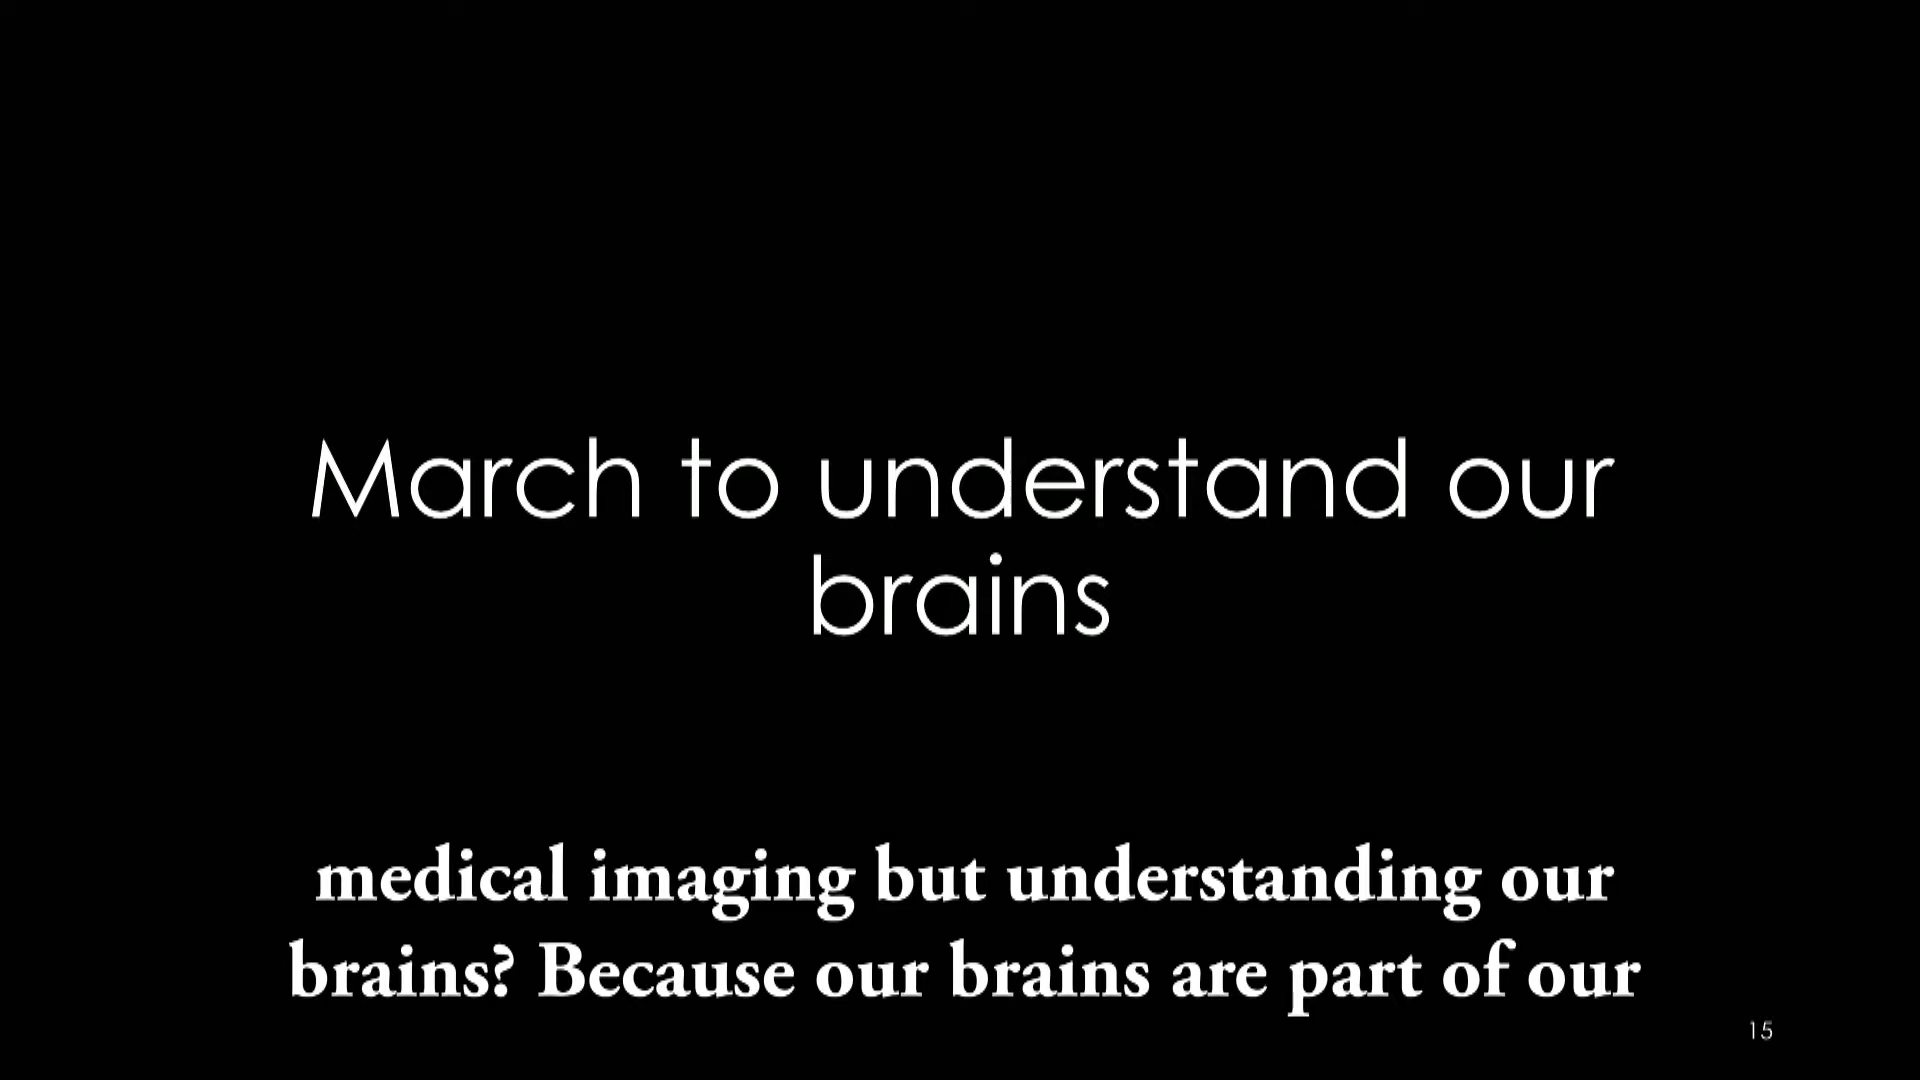 March to understand our
brains
medical imaging but understanding our
brains? Because our brains are part of our
15